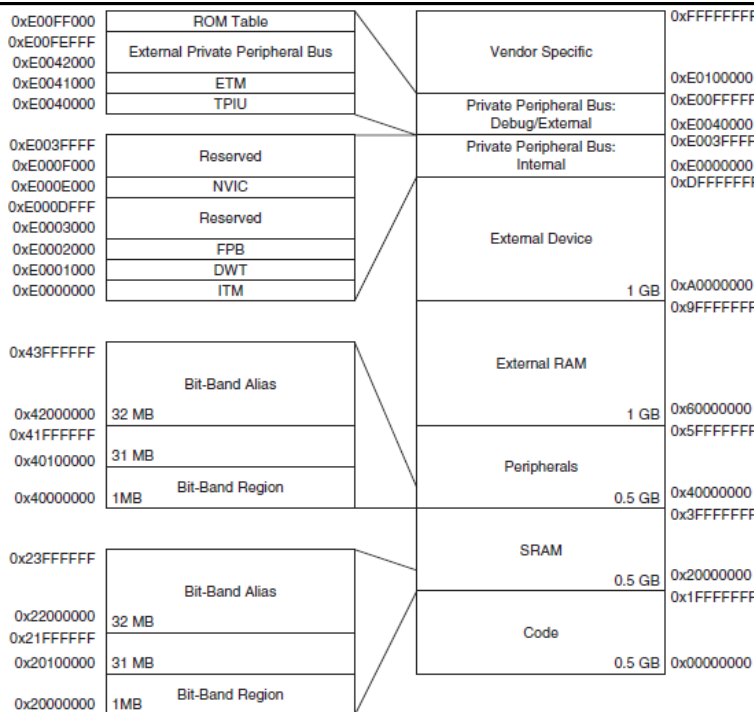 0xE00FF000 ROM Table
0xE00FEFFF
External Private Peripheral Bus
0xE0042000
0xE0041000 ETM
0xE0040000 TPIU
0xE003FFFF
Reserved
0xE000F000
0xE000E000 NVIC
0xE000DFFF
Reserved
0xE0003000
0xE0002000 FPB
0xE0001000 DWT
0xE0000000 ITM
0x43FFFFFF
Bit-Band Alias
0x42000000 32 MB
0x41FFFFFF
0x40100000 31 MB
Bit-Band Region
0x40000000 1MB
0x23FFFFFF
Bit-Band Alias
0x22000000 32 MB
0x21FFFFFF
0x20100000 31 MB
Bit-Band Region
0x20000000 1MB
0xFFFFFFFF
Vendor Specific
0xE0100000
Private Peripheral Bus: 0xE00FFFFF
Debug/External 0xE0040000
Private Peripheral Bus: 0xE003FFFF
Internal 0xE0000000
0xDFFFFFFF
External Device
1 GB 0xA0000000
0x9FFFFFFF
External RAM
1 GB 0x60000000
0x5FFFFFFF
Peripherals
0.5 GB 0x40000000
0x3FFFFFFF
SRAM
0.5 GB 0x20000000
0x1FFFFFFF
Code
0.5 GB 0x00000000